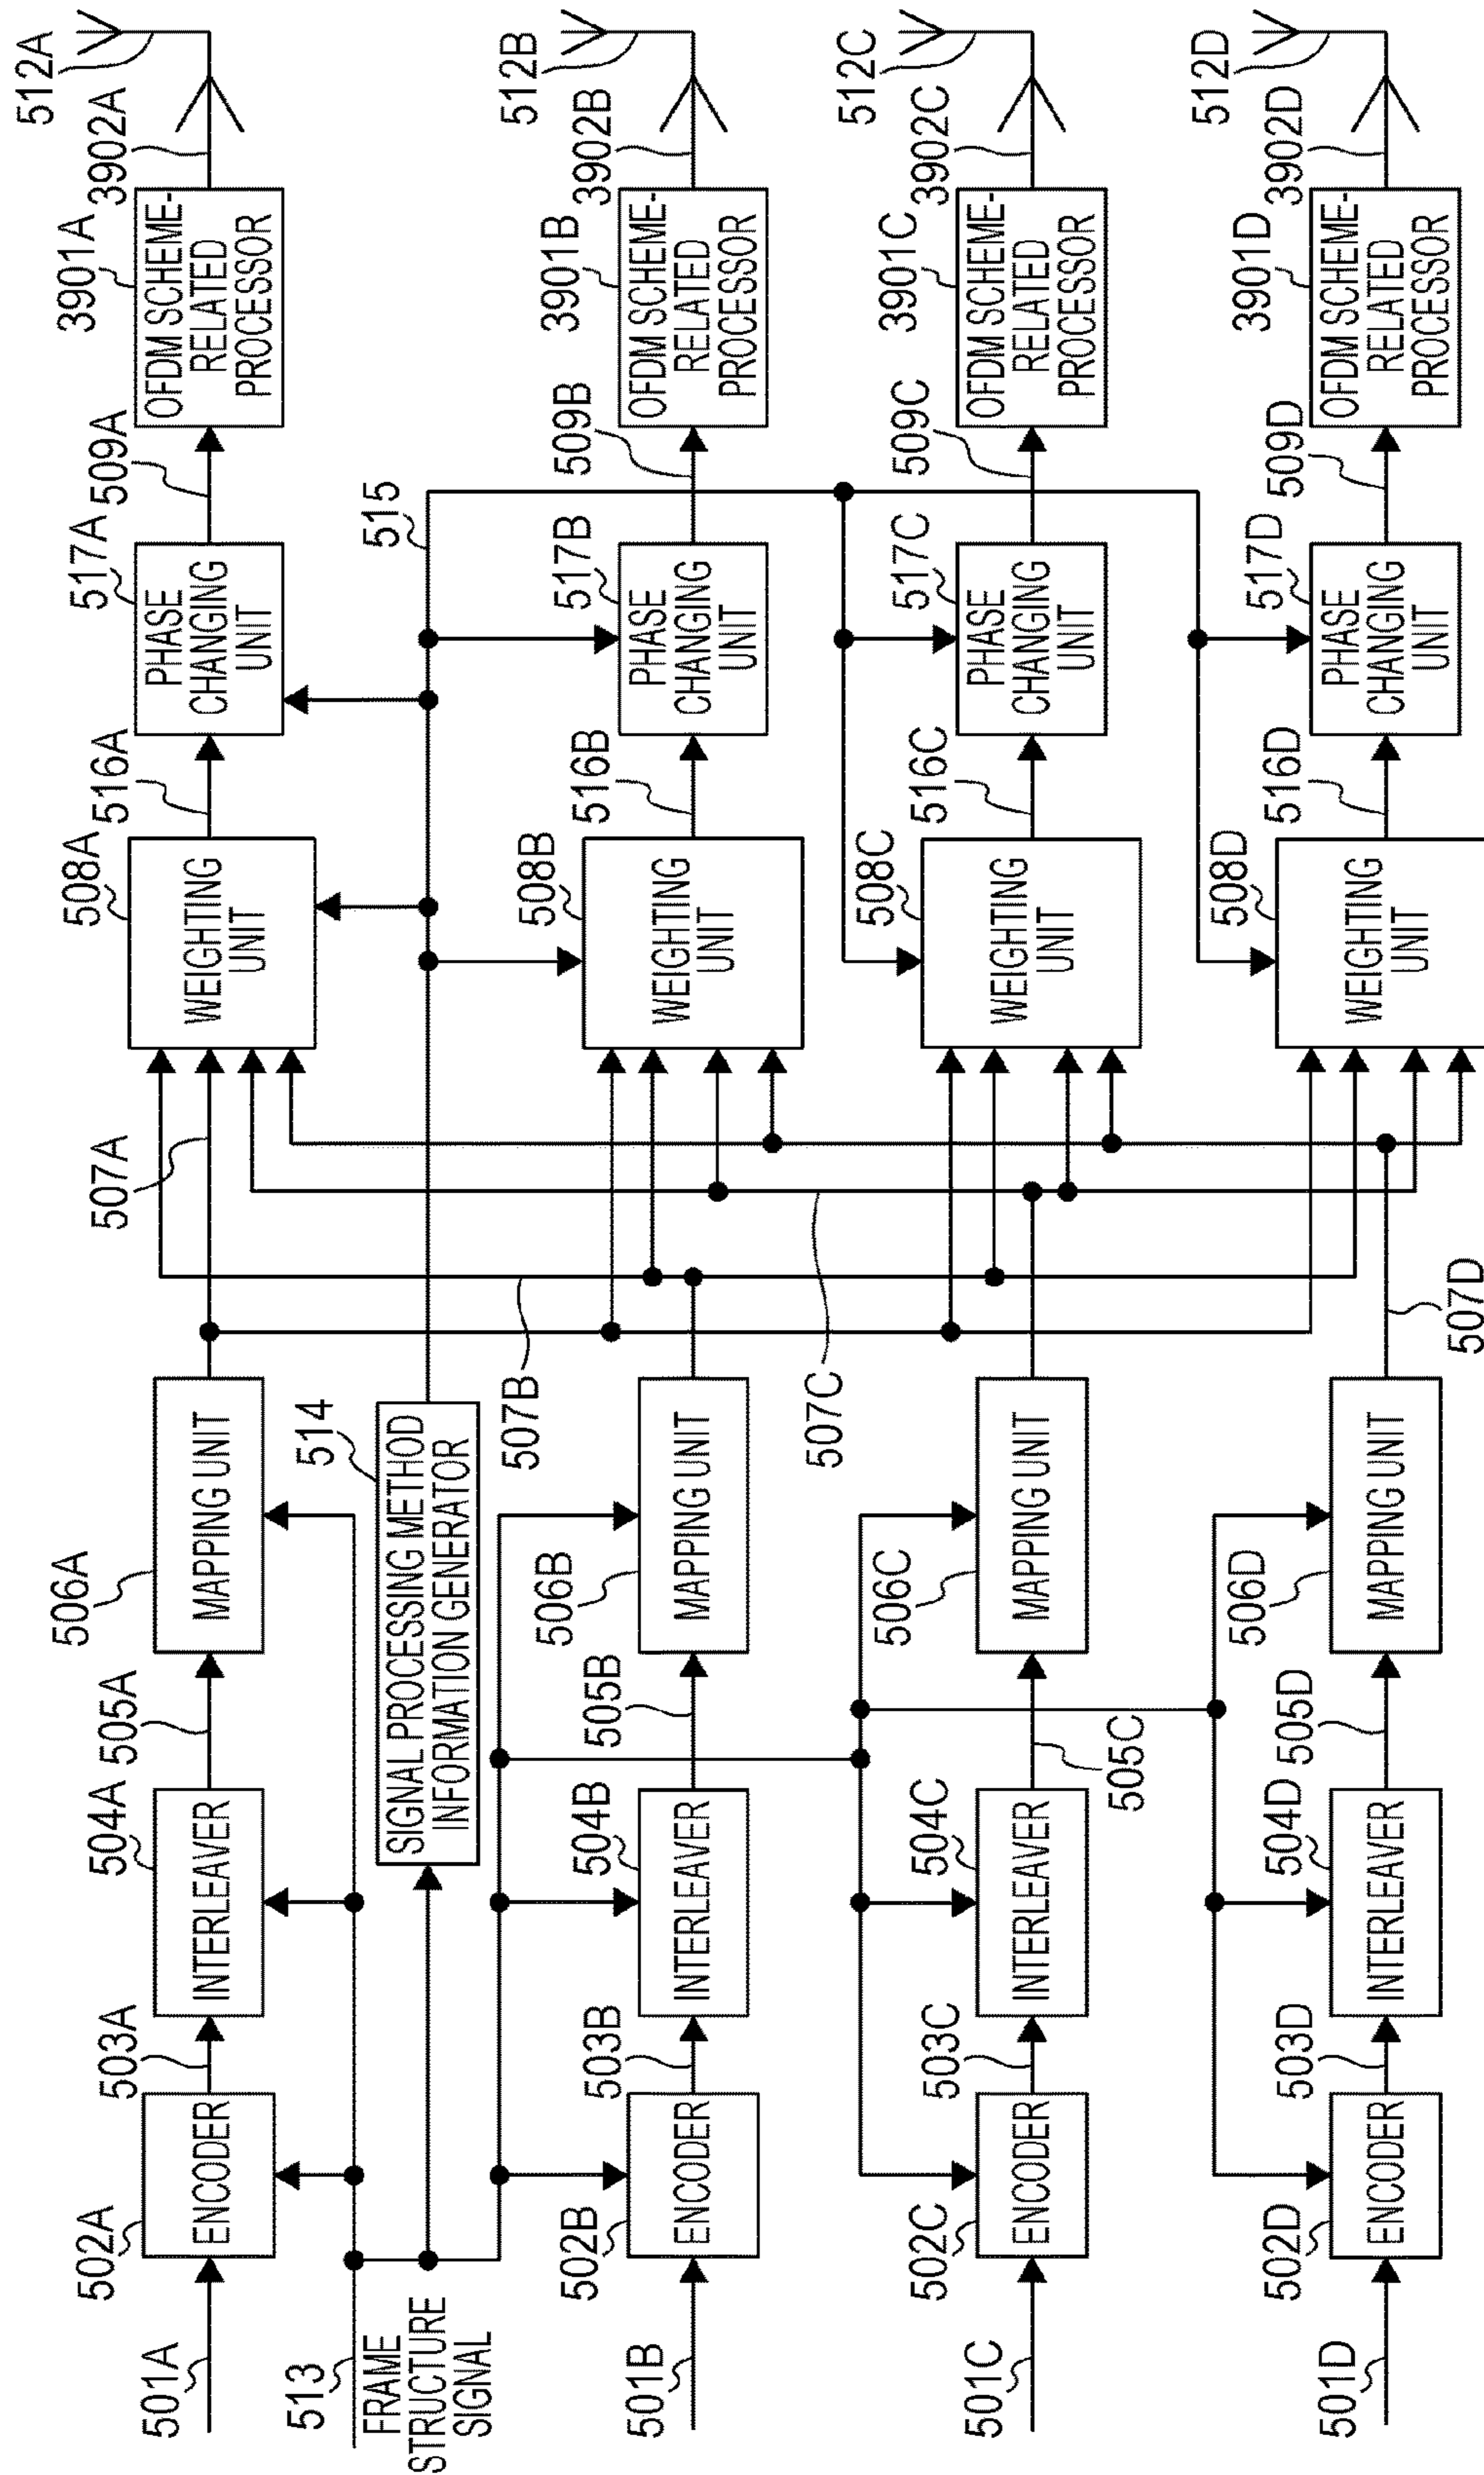 501A
502A
ENCODER
503A
504A
INTERLEAVER
505A
506A
MAPPING UNIT
507A
508A
WEIGHTING
UNIT
516A
517A
PHASE
CHANGING
UNIT
509A
3901A
OFDM SCHEME-
RELATED
PROCESSOR
3902A
512A
513
FRAME
STRUCTURE
SIGNAL
514
SIGNAL PROCESSING METHOD
INFORMATION GENERATOR
515
501B
502B
ENCODER
503B
504B
INTERLEAVER
505B
506B
MAPPING UNIT
507B
508B
WEIGHTING
UNIT
516B
517B
PHASE
CHANGING
UNIT
509B
3901B
OFDM SCHEME-
RELATED
PROCESSOR
3902B
512B
501C
502C
ENCODER
503C
504C
INTERLEAVER
505C
506C
MAPPING UNIT
507C
508C
WEIGHTING
UNIT
516C
517C
PHASE
CHANGING
UNIT
509C
3901C
OFDM SCHEME-
RELATED
PROCESSOR
3902C
512C
501D
502D
ENCODER
503D
504D
INTERLEAVER
505D
506D
MAPPING UNIT
507D
508D
WEIGHTING
UNIT
516D
517D
PHASE
CHANGING
UNIT
509D
3901D
OFDM SCHEME-
RELATED
PROCESSOR
3902D
512D